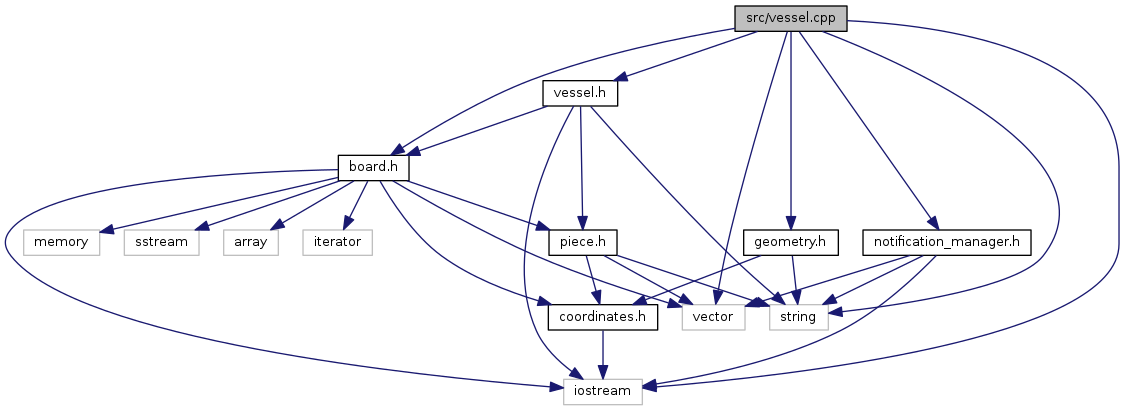 src/vessel.cpp
vessel.h
board.h
memory
sstream
array
iterator
piece.h
geometry.h
notification_manager.h
coordinates.h
vector
string
iostream